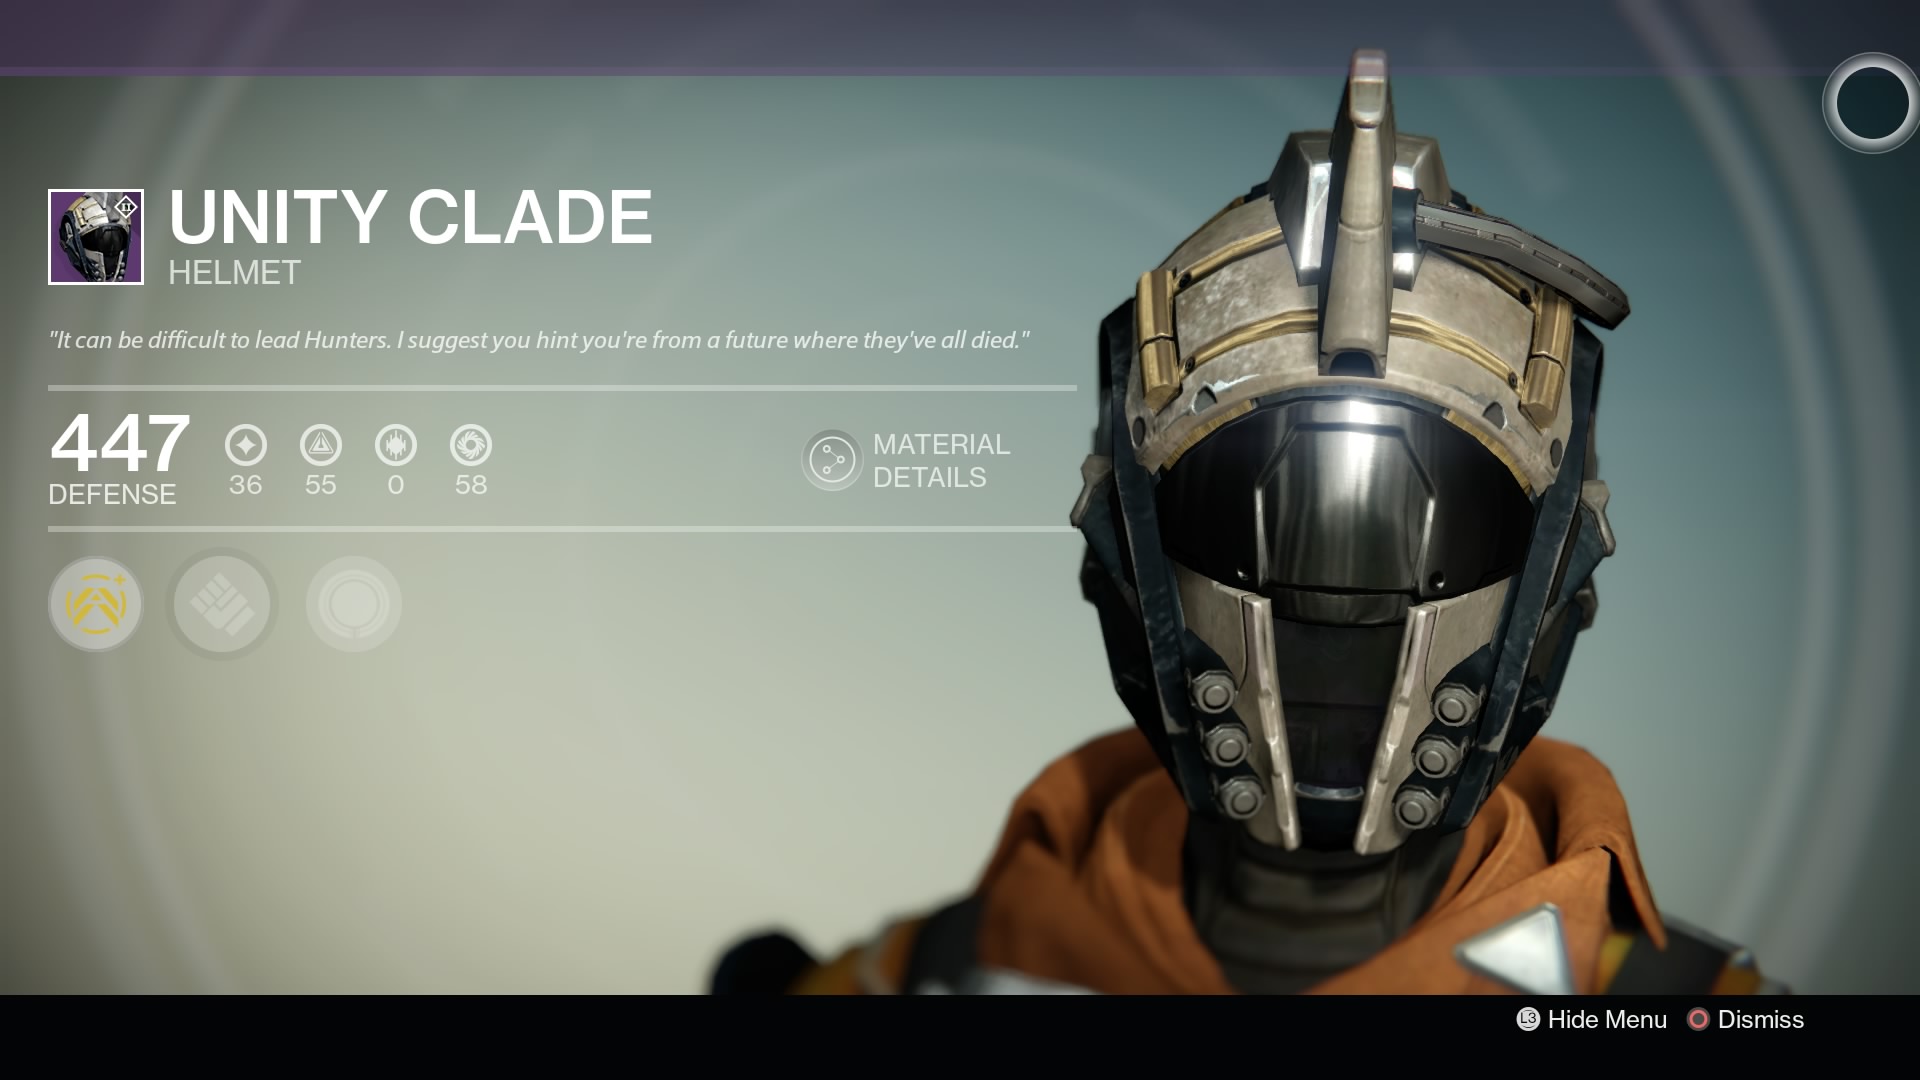 UNITY CLADE
HELMET
"It can be difficult to lead Hunters. I suggest you hint you're from a future where they've all died."
447
DEFENSE
36 55 0 58
MATERIAL
DETAILS
L3 Hide Menu Dismiss